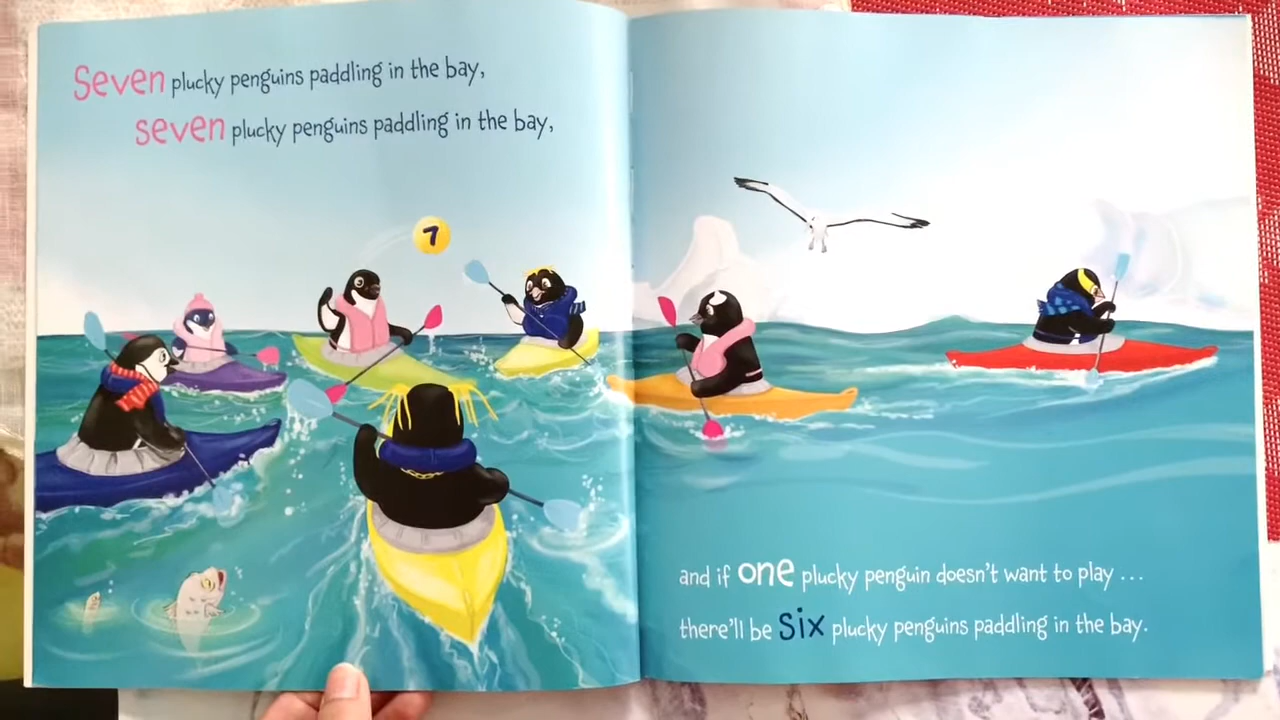 Seven plucky penguins paddling in the bay,
seven plucky penguins paddling in the bay,
7
and if one plucky penguin doesn't want to play ...
there'll be six plucky penguins paddling in the bay.